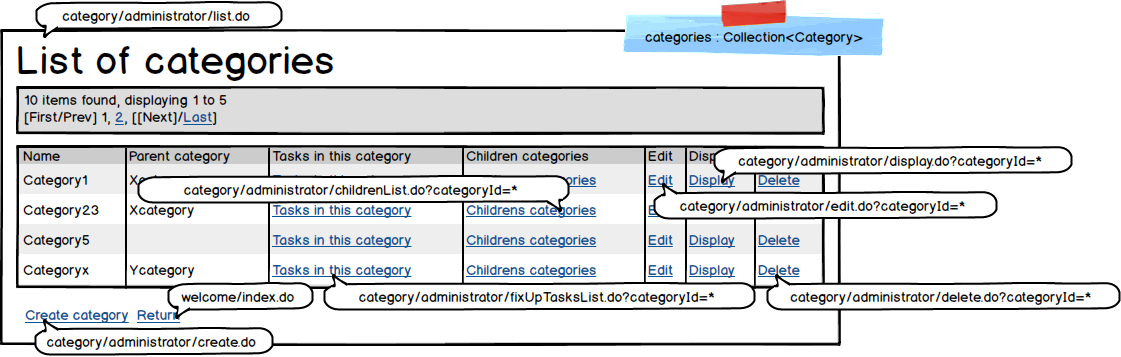 category/administrator/list.do
categories : Collection<Category>
List of categories
10 items found, displaying 1 to 5
[First/Prev] 1, 2, [[Next]/Last]
Name Parent category Tasks in this category Children categories Edit
category/administrator/display.do?categoryId=*
Category1 category/administrator/childrenList.do?categoryId=* categories Edit Display Delete
category/administrator/edit.do?categoryId=*
Category23 Xcategory Tasks in this category Childrens categories
Category5 Tasks in this category Childrens categories Edit Display Delete
Categoryx Ycategory Tasks in this category Childrens categories Edit Display Delete
welcome/index.do category/administrator/fixUpTasksList.do?categoryId=* category/administrator/delete.do?categoryId=*
Create category Return
category/administrator/create.do